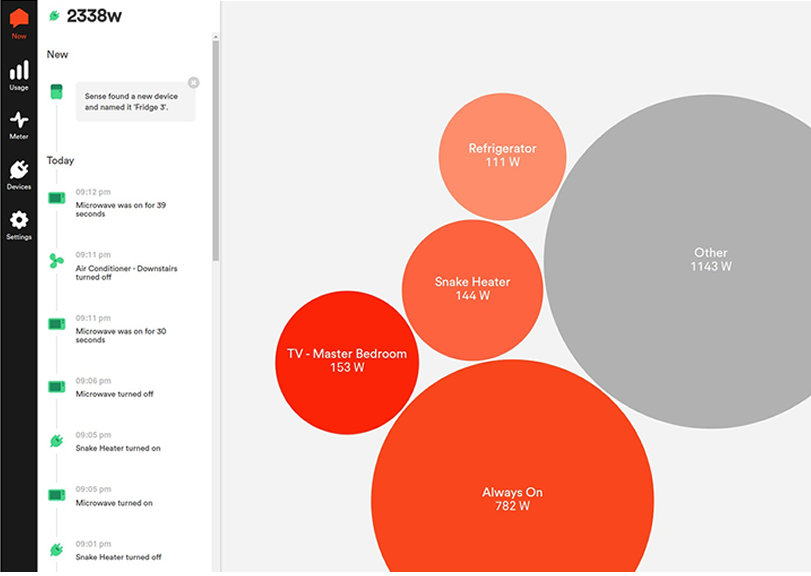 Now
Usage
Meter
Devices
Settings
2338w
New
Sense found a new device
and named it 'Fridge 3'.
Today
09:12 pm
Microwave was on for 39
seconds
09:11 pm
Air Conditioner - Downstairs
turned off
09:11 pm
Microwave was on for 30
seconds
09:06 pm
Microwave turned off
09:05 pm
Snake Heater turned on
09:05 pm
Microwave turned on
09:01 pm
Snake Heater turned off
Refrigerator
111 W
Other
1143 W
Snake Heater
144 W
TV - Master Bedroom
153 W
Always On
782 W